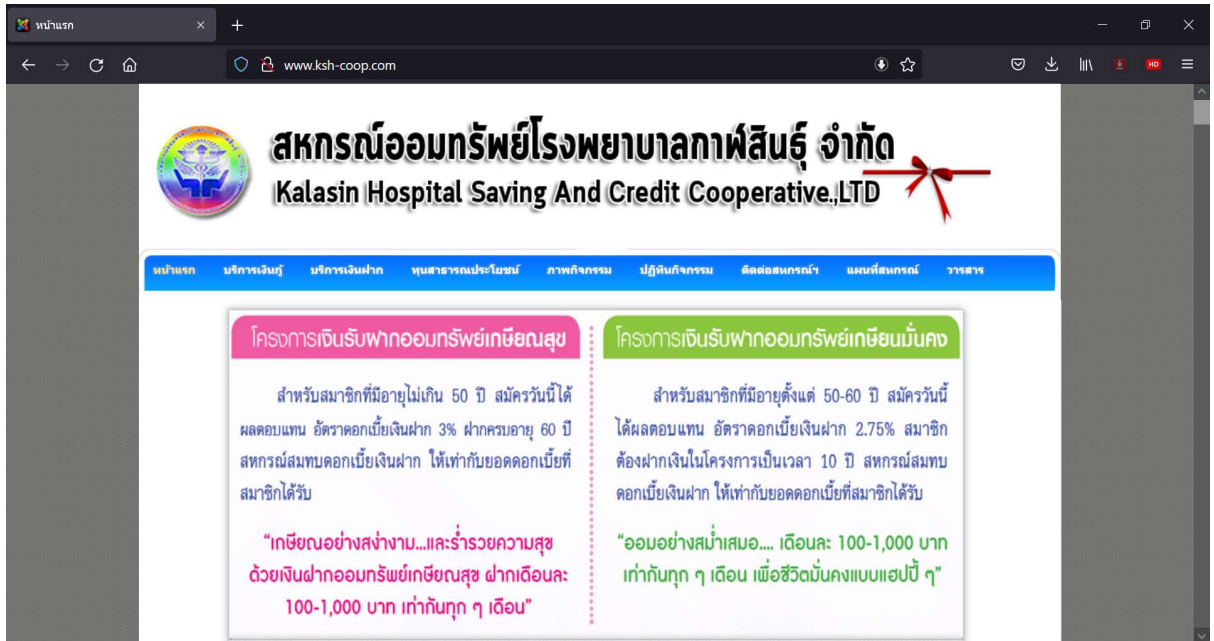 หน้าแรก
www.ksh-coop.com
HD
สหกรณ์ออมทรัพย์โรงพยาบาลกาฬสินธุ์ จำกัด
Kalasin Hospital Saving And Credit Cooperative.,LTD
หน้าแรก บริการเงินกู้ บริการเงินฝาก ทุนสาธารณประโยชน์ ภาพกิจกรรม ปฏิทินกิจกรรม ติดต่อสหกรณ์ฯ แผนที่สหกรณ์ วารสาร
โครงการเงินรับฝากออมทรัพย์เกษียณสุข
สำหรับสมาชิกที่มีอายุไม่เกิน 50 ปี สมัครวันนี้ได้
ผลตอบแทน อัตราดอกเบี้ยเงินฝาก 3% ฝากครบอายุ 60 ปี
สหกรณ์สมทบดอกเบี้ยเงินฝาก ให้เท่ากับยอดดอกเบี้ยที่
สมาชิกได้รับ
“เกษียณอย่างสง่างาม...และร่ำรวยความสุข
ด้วยเงินฝากออมทรัพย์เกษียณสุข ฝากเดือนละ
100-1,000 บาท เท่ากันทุก ๆ เดือน”
โครงการเงินรับฝากออมทรัพย์เกษียนมั่นคง
สำหรับสมาชิกที่มีอายุตั้งแต่ 50-60 ปี สมัครวันนี้
ได้ผลตอบแทน อัตราดอกเบี้ยเงินฝาก 2.75% สมาชิก
ต้องฝากเงินในโครงการเป็นเวลา 10 ปี สหกรณ์สมทบ
ดอกเบี้ยเงินฝาก ให้เท่ากับยอดดอกเบี้ยที่สมาชิกได้รับ
“ออมอย่างสม่ำเสมอ.... เดือนละ 100-1,000 บาท
เท่ากันทุก ๆ เดือน เพื่อชีวิตมั่นคงแบบแฮปปี้ ๆ”